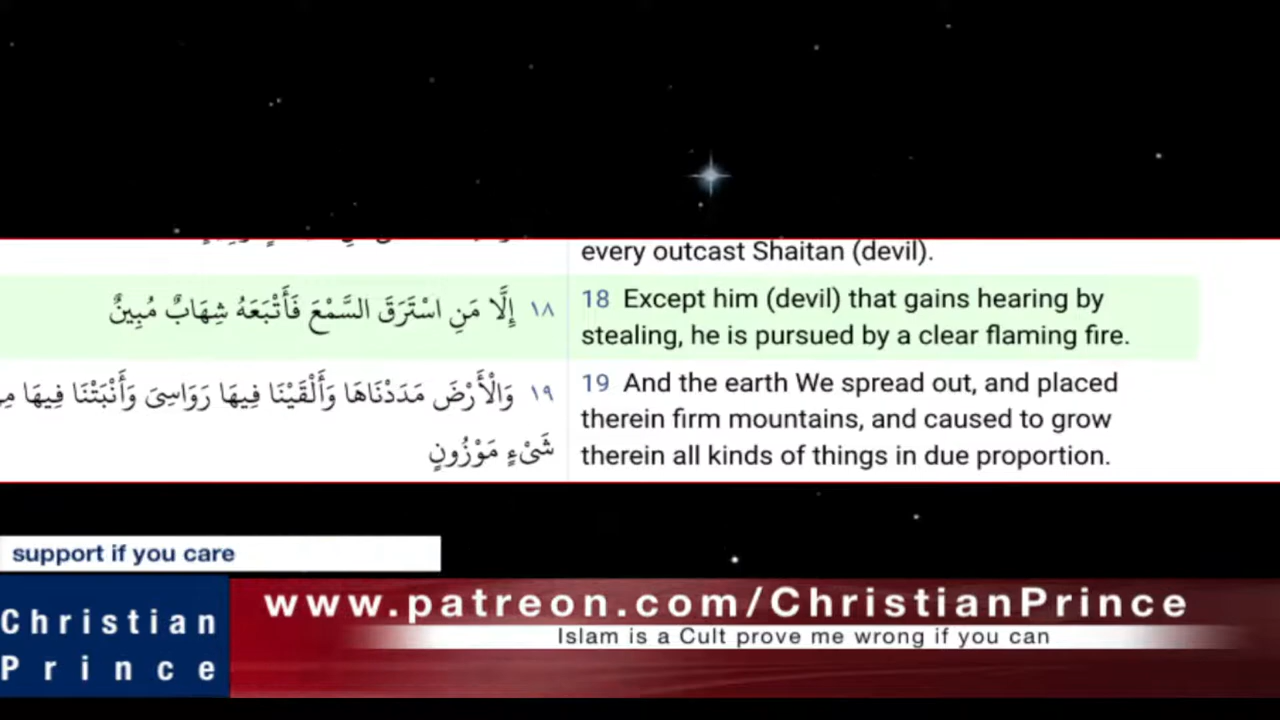 every outcast Shaitan (devil).
١٨ إِلَّا مَنِ اسْتَرَقَ السَّمْعَ فَأَتْبَعَهُ شِهَابٌ مُبِينٌ
18 Except him (devil) that gains hearing by
stealing, he is pursued by a clear flaming fire.
١٩ وَالْأَرْضَ مَدَدْنَاهَا وَأَلْقَيْنَا فِيهَا رَوَاسِىَ وَأَنْبَتْنَا فِيهَا
شَىْءٍ مَوْزُونٍ
19 And the earth We spread out, and placed
therein firm mountains, and caused to grow
therein all kinds of things in due proportion.
support if you care
Christian
Prince
www.patreon.com/ChristianPrince
Islam is a Cult prove me wrong if you can